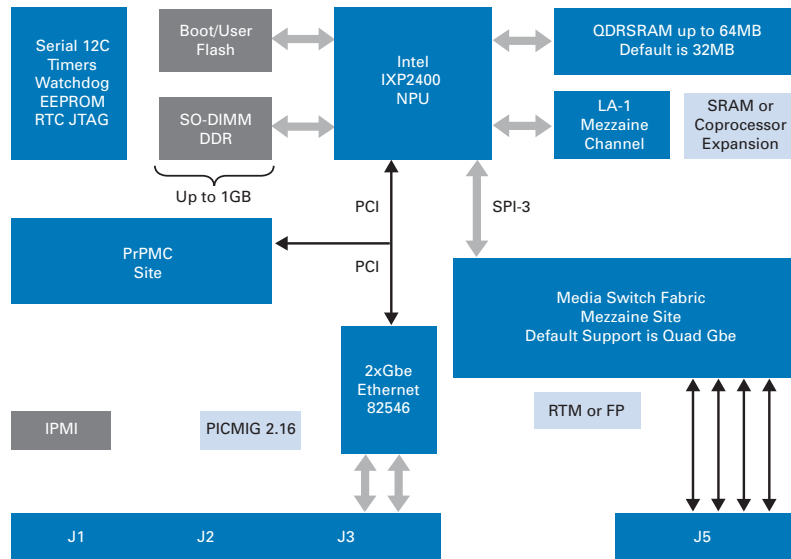 Serial 12C
Timers
Watchdog
EEPROM
RTC JTAG
Boot/User
Flash
SO-DIMM
DDR
Up to 1GB
Intel
IXP2400
NPU
QDRSRAM up to 64MB
Default is 32MB
LA-1
Mezzaine
Channel
SRAM or
Coprocessor
Expansion
PCI
SPI-3
PrPMC
Site
PCI
Media Switch Fabric
Mezzaine Site
Default Support is Quad Gbe
2xGbe
Ethernet
82546
IPMI
PICMIG 2.16
RTM or FP
J1
J2
J3
J5